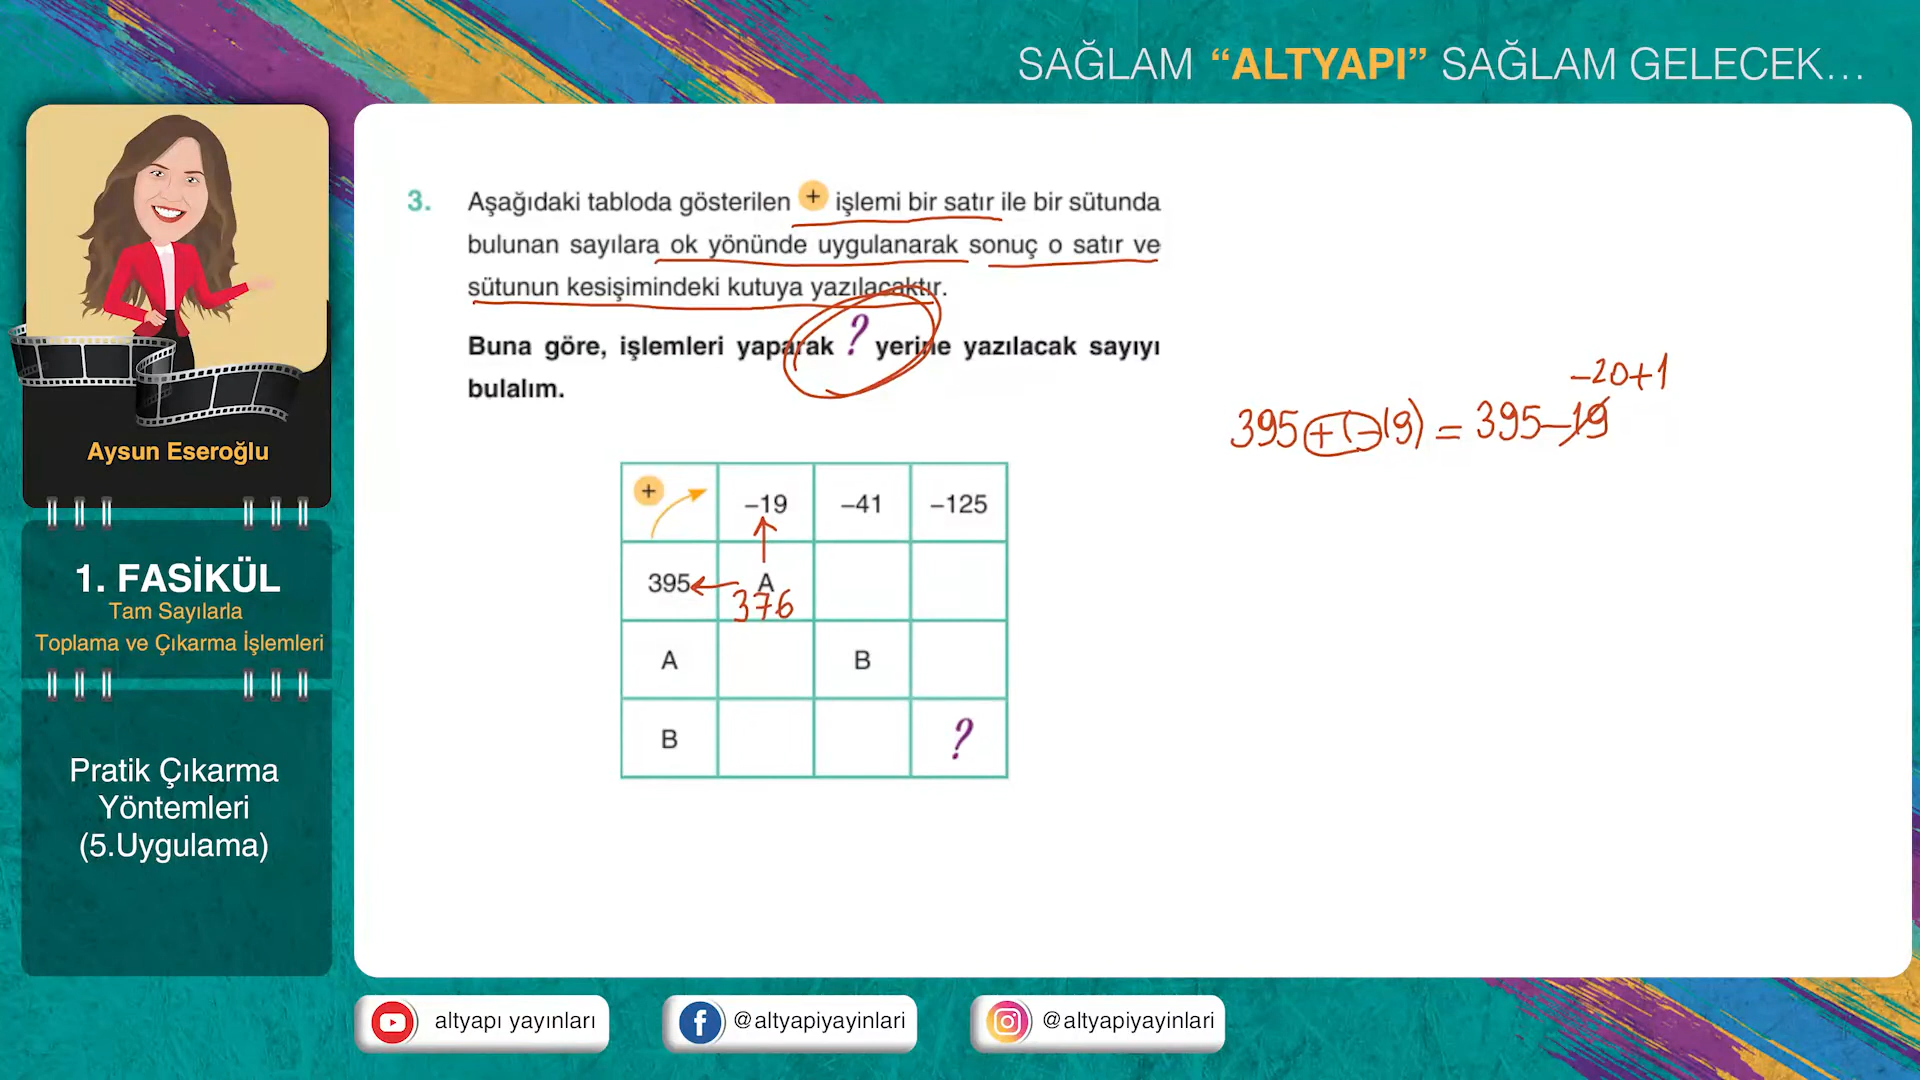 SAĞLAM “ALTYAPI” SAĞLAM GELECEK...
Aysun Eseroğlu
1. FASİKÜL
Tam Sayılarla
Toplama ve Çıkarma İşlemleri
Pratik Çıkarma
Yöntemleri
(5.Uygulama)
3. Aşağıdaki tabloda gösterilen + işlemi bir satır ile bir sütunda
bulunan sayılara ok yönünde uygulanarak sonuç o satır ve
sütunun kesişimindeki kutuya yazılacaktır.
Buna göre, işlemleri yaparak ? yerine yazılacak sayıyı
bulalım.
+ –19 –41 –125
395 A
376
A B
B ?
-20+1
395+(-19) = 395-19
altyapı yayınları
@altyapiyayinlari
@altyapiyayinlari